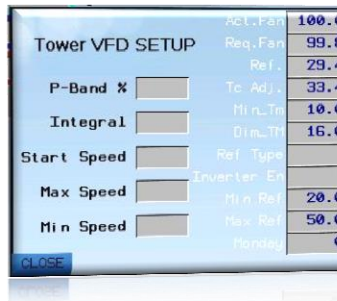 Act.Fan 100.
Tower VFD SETUP
Req.Fan 99.8
Ref. 29.4
P-Band %
Tc Adj. 33.4
Min_Tm 10.0
Integral
Dim_TM 16.0
Start Speed
Ref Type
Inverter En
Max Speed
Min Ref 20.0
Max Ref 50.0
Min Speed
Monday
CLOSE